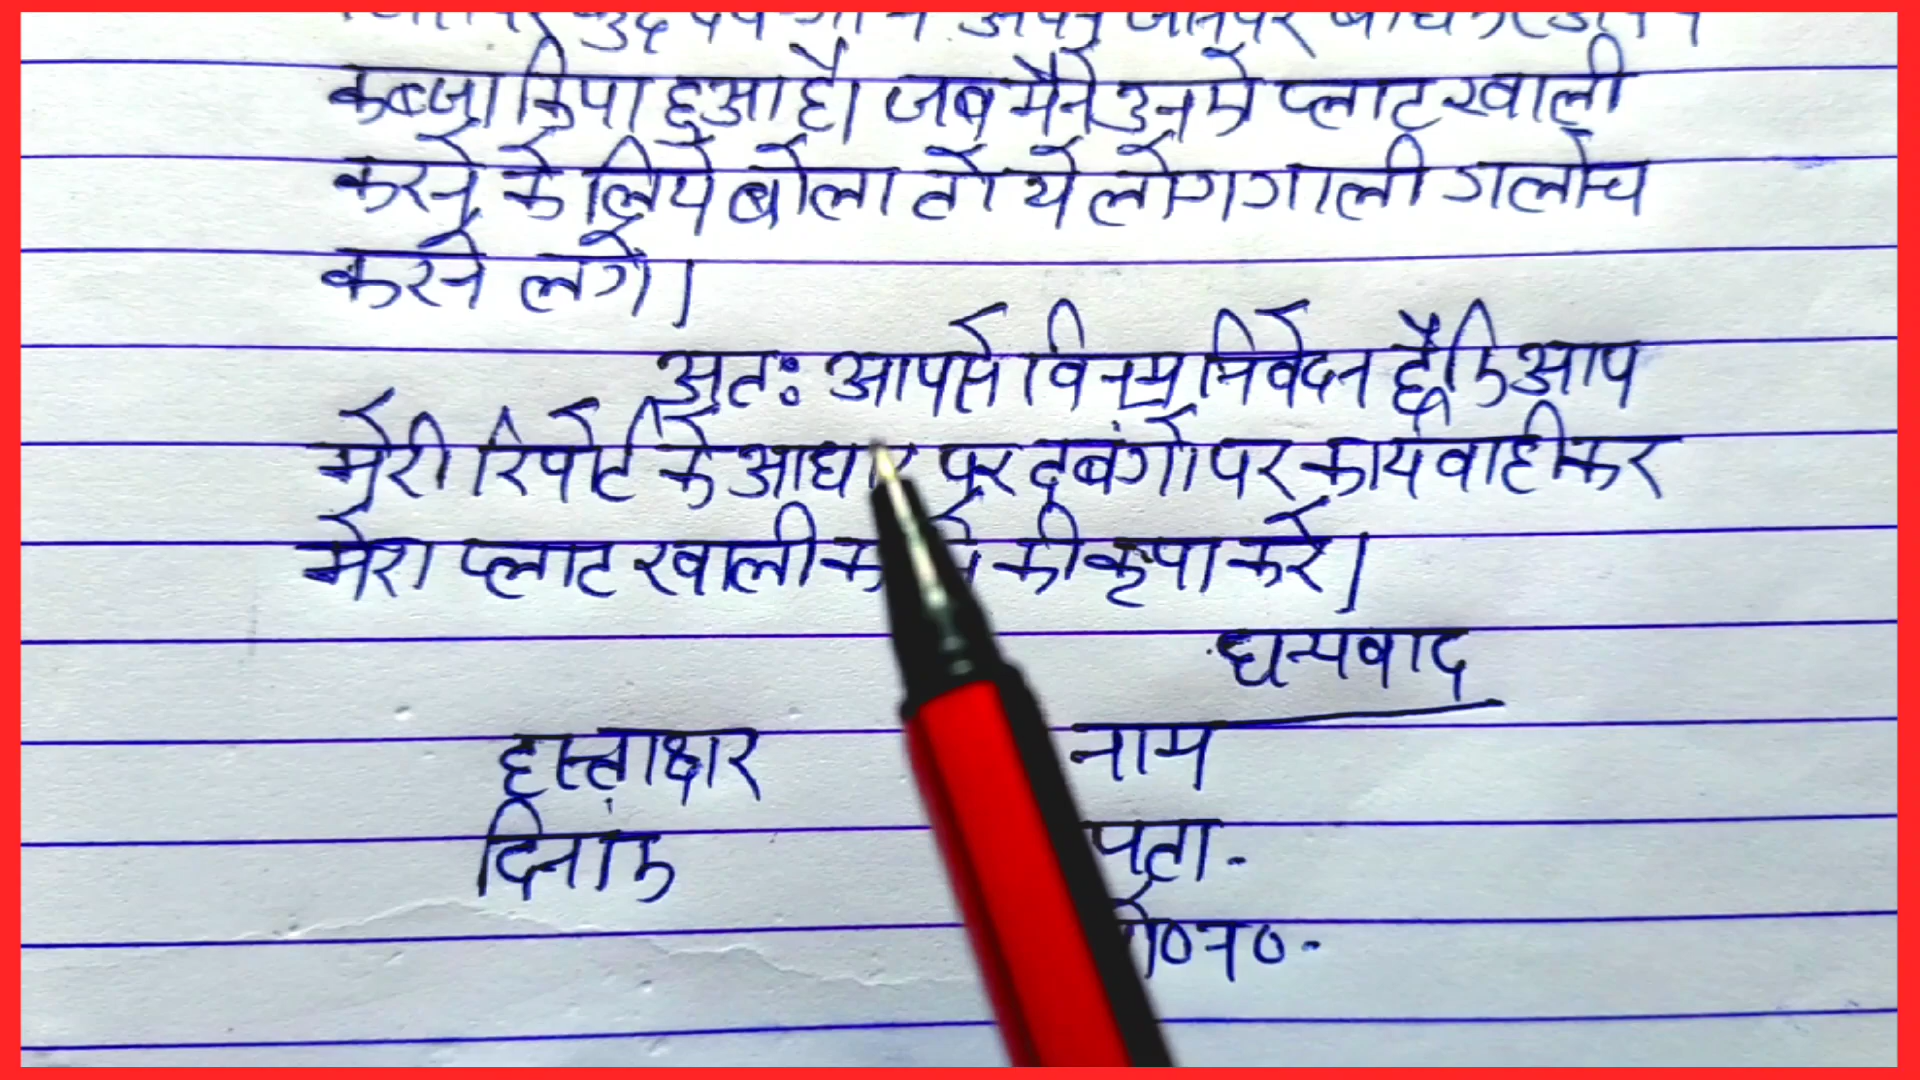 कब्जा किया हुआ है। जब मैने उनसे प्लाट खाली
करने के लिये बोला तो ये लोग गाली गलोच
करने लगे।
अतः आपसे विनम्र निवेदन है कि आप
मेरी रिपोर्ट के आधार पर दबंगो पर कार्यवाही कर
मेरा प्लाट खाली की कृपा करे।
धन्यवाद
हस्ताक्षर नाम
दिनांक पता-
मो०न०-